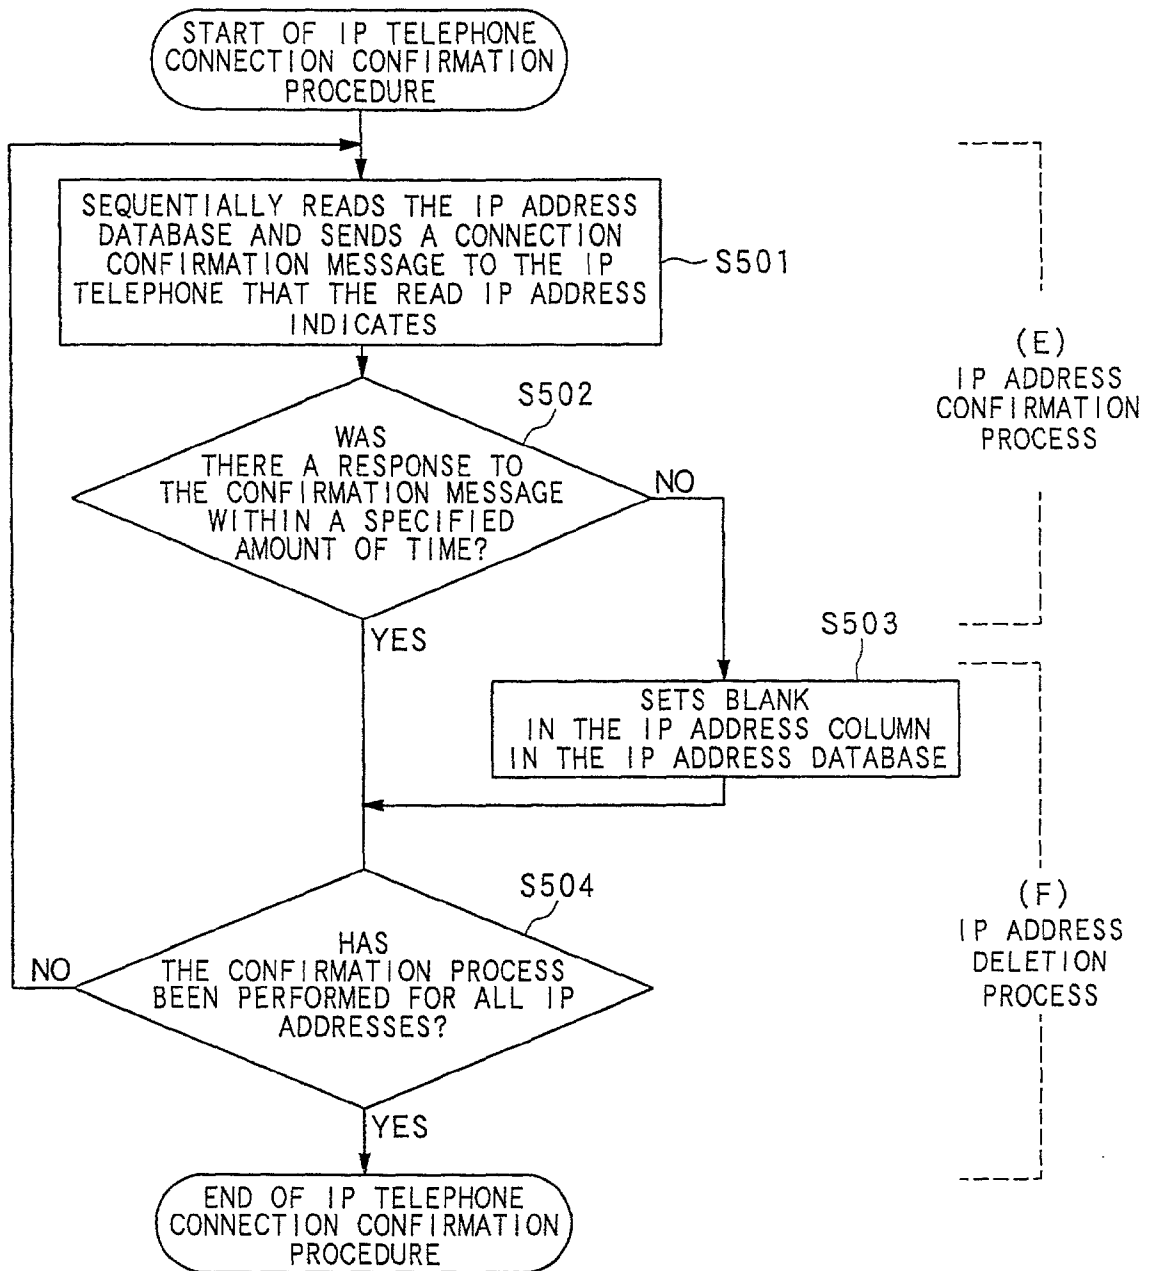 START OF IP TELEPHONE
CONNECTION CONFIRMATION
PROCEDURE
SEQUENTIALLY READS THE IP ADDRESS
DATABASE AND SENDS A CONNECTION
CONFIRMATION MESSAGE TO THE IP
TELEPHONE THAT THE READ IP ADDRESS
INDICATES
S501
(E)
IP ADDRESS
CONFIRMATION
PROCESS
S502
WAS
THERE A RESPONSE TO
THE CONFIRMATION MESSAGE
WITHIN A SPECIFIED
AMOUNT OF TIME?
NO
YES
S503
SETS BLANK
IN THE IP ADDRESS COLUMN
IN THE IP ADDRESS DATABASE
S504
(F)
IP ADDRESS
DELETION
PROCESS
HAS
THE CONFIRMATION PROCESS
BEEN PERFORMED FOR ALL IP
ADDRESSES?
NO
YES
END OF IP TELEPHONE
CONNECTION CONFIRMATION
PROCEDURE